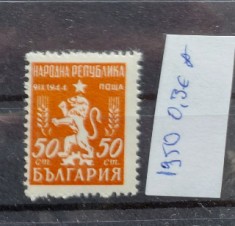 НАРОДНА РЕПУБЛИКА
9.IX.1944 ПОЩА
50 50
СТ. СТ.
БЪЛГАРИЯ
1950 0,3€